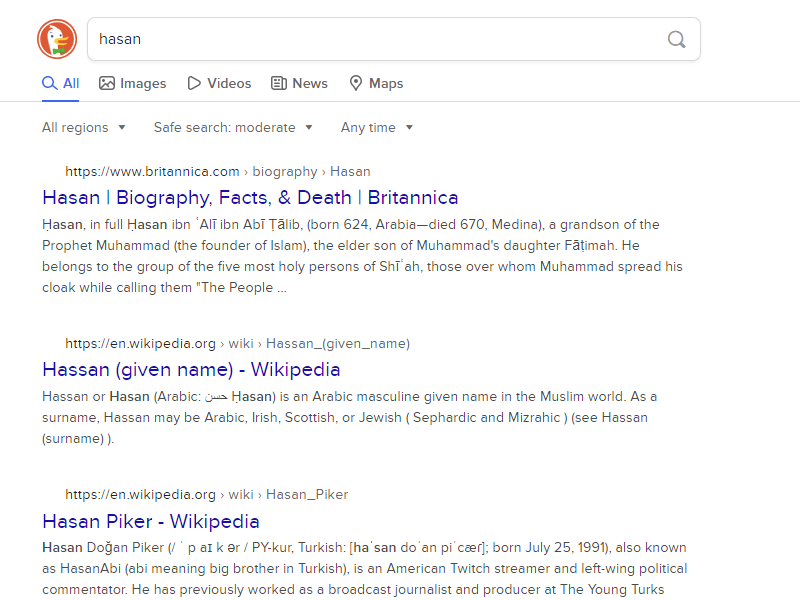 hasan
All Images Videos News Maps
All regions Safe search: moderate Any time
https://www.britannica.com › biography › Hasan
Hasan | Biography, Facts, & Death | Britannica
Ḥasan, in full Ḥasan ibn ʿAlī ibn Abī Ṭālib, (born 624, Arabia—died 670, Medina), a grandson of the
Prophet Muhammad (the founder of Islam), the elder son of Muhammad's daughter Fāṭimah. He
belongs to the group of the five most holy persons of Shīʿah, those over whom Muhammad spread his
cloak while calling them "The People ...
https://en.wikipedia.org › wiki › Hassan_(given_name)
Hassan (given name) - Wikipedia
Hassan or Hasan (Arabic: حسن Ḥasan) is an Arabic masculine given name in the Muslim world. As a
surname, Hassan may be Arabic, Irish, Scottish, or Jewish ( Sephardic and Mizrahic ) (see Hassan
(surname) ).
https://en.wikipedia.org › wiki › Hasan_Piker
Hasan Piker - Wikipedia
Hasan Doğan Piker (/ ˈ p aɪ k ər / PY-kur, Turkish: [haˈsan doˈan piˈcæɾ]; born July 25, 1991), also known
as HasanAbi (abi meaning big brother in Turkish), is an American Twitch streamer and left-wing political
commentator. He has previously worked as a broadcast journalist and producer at The Young Turks